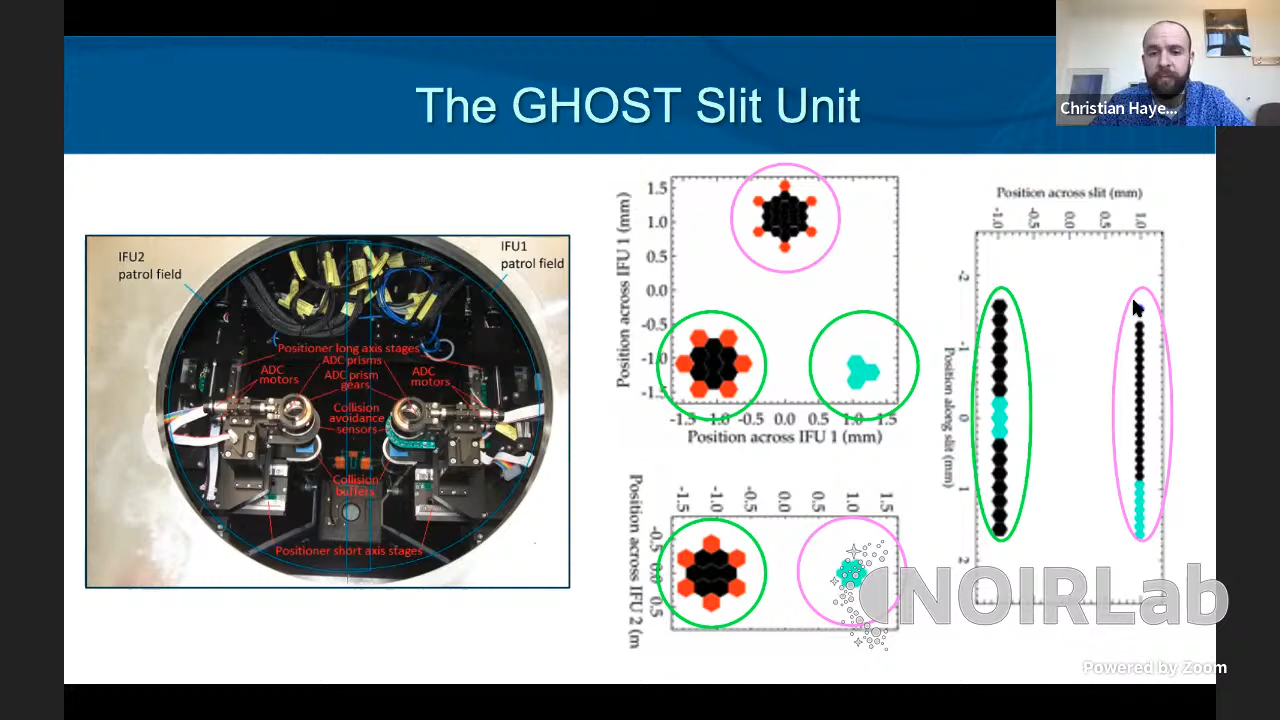 The GHOST Slit Unit
Christian Haye...
IFU2
patrol field
IFU1
patrol field
Positioner long axis stages
ADC prisms
ADC
motors
ADC prism
gears
ADC
motors
Collision
avoidance
sensors
Collision
buffers
Positioner short axis stages
Position across IFU 1 (mm)
1.5
1.0
0.5
0.0
-0.5
-1.0
-1.5
-1.5 -1.0 -0.5 0.0 0.5 1.0 1.5
Position across IFU 1 (mm)
Position across IFU 2 (m
-1.5 -1.0 -0.5 0.0 0.5 1.0 1.5
-0.5
0.0
0.5
Position across slit (mm)
-1.0 -0.5 0.0 0.5 1.0
Position along slit (mm)
-2
-1
0
1
2
NOIRLab
Powered by Zoom